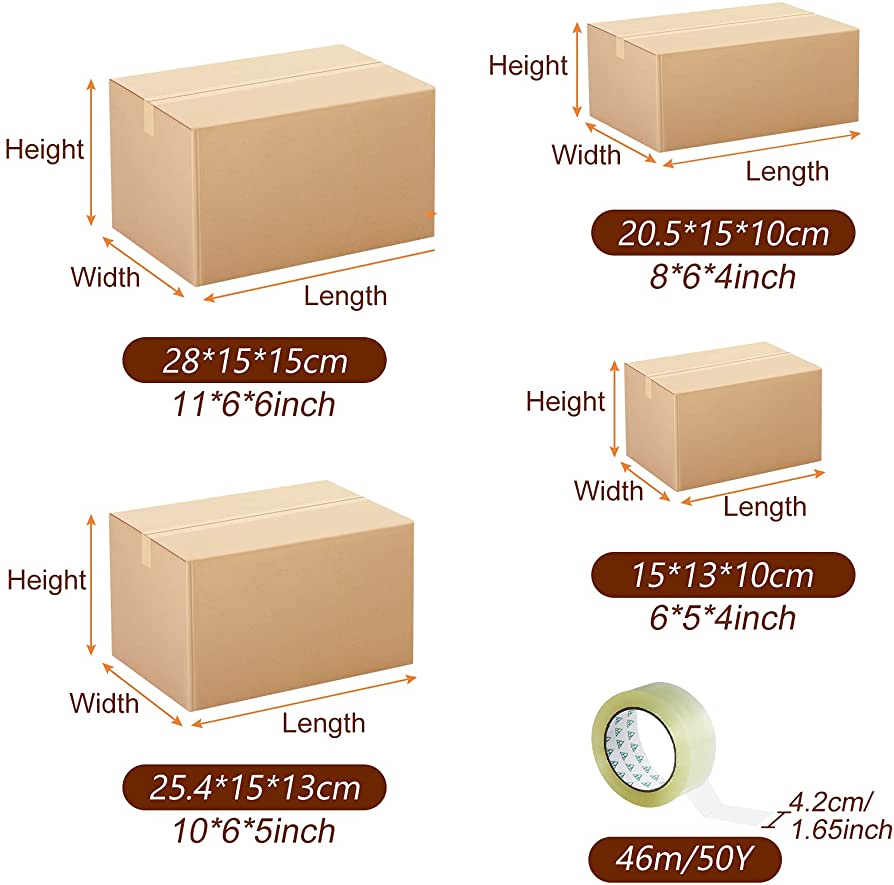 Height
Width
Length
28*15*15cm
11*6*6inch
Height
Width
Length
20.5*15*10cm
8*6*4inch
Height
Width
Length
15*13*10cm
6*5*4inch
Height
Width
Length
25.4*15*13cm
10*6*5inch
4.2cm/
1.65inch
46m/50Y